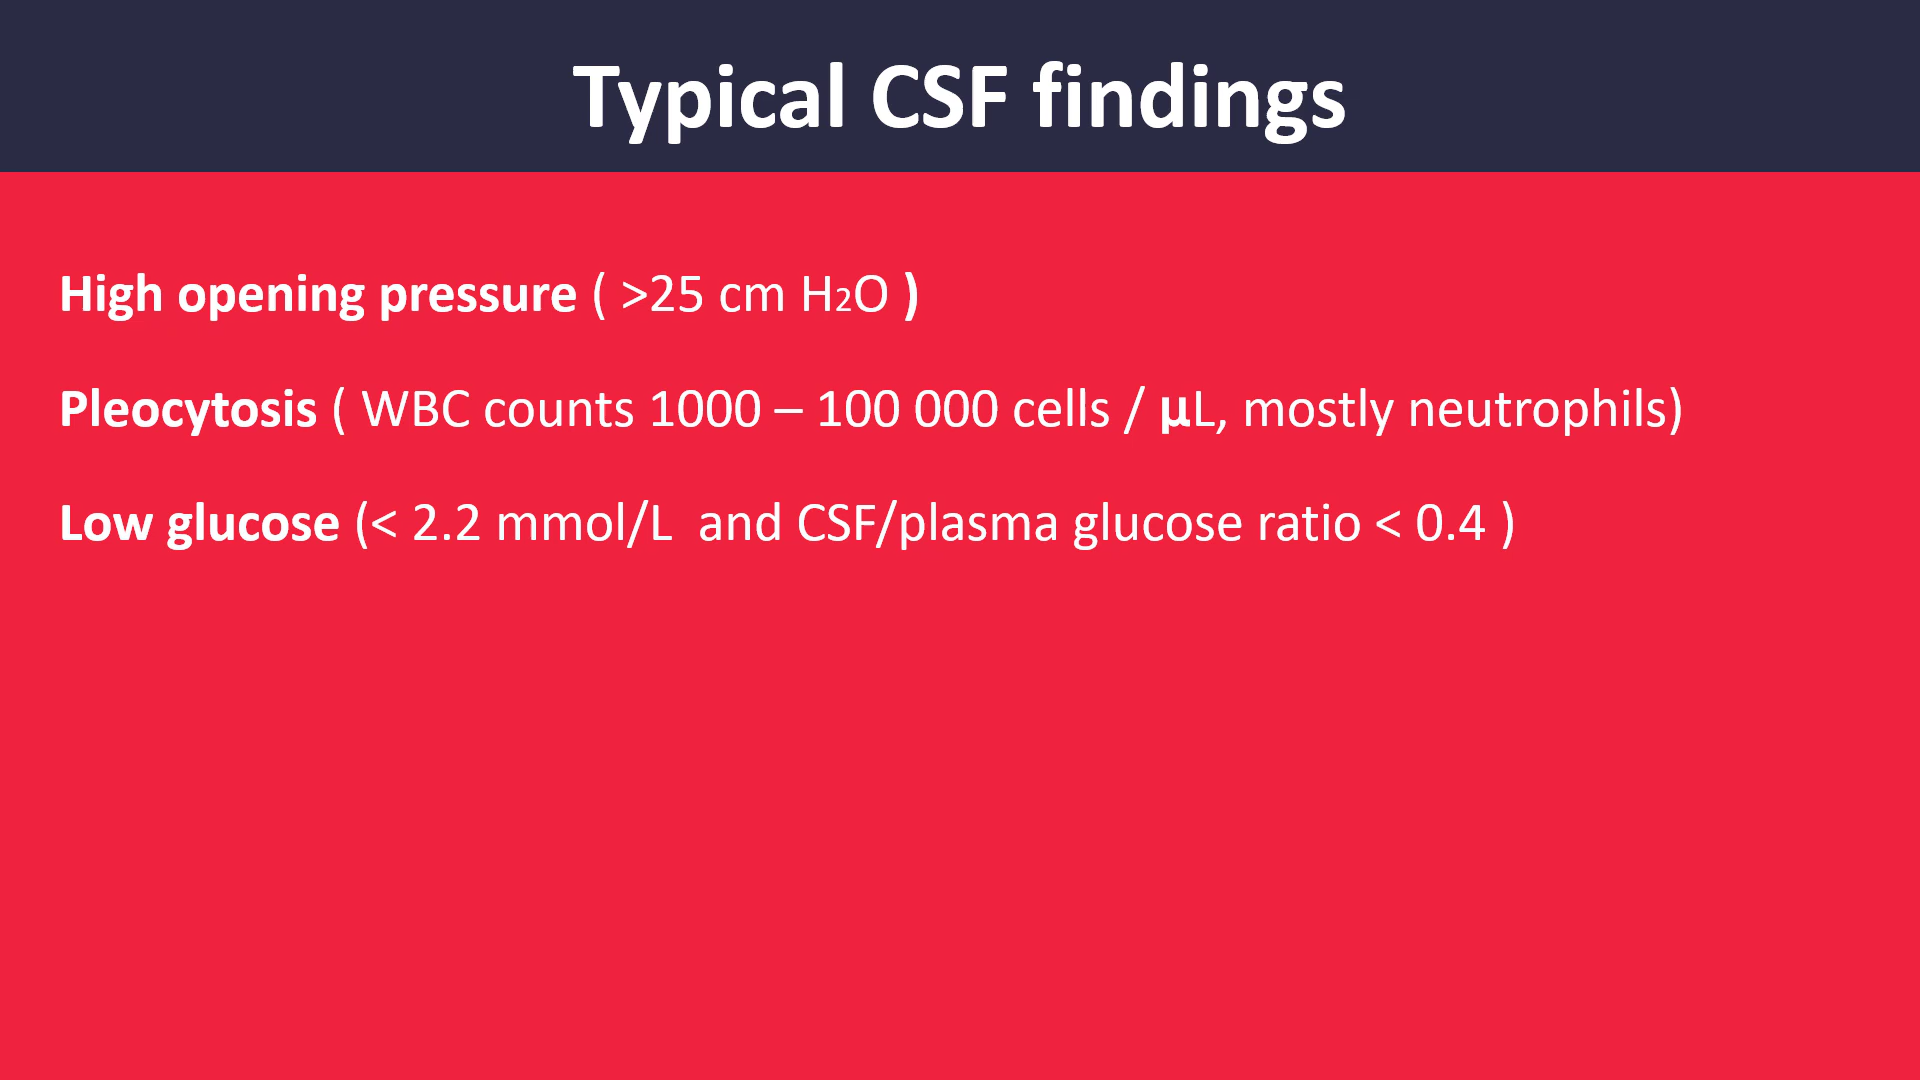 Typical CSF findings
High opening pressure ( >25 cm H₂O )
Pleocytosis ( WBC counts 1000 – 100 000 cells / µL, mostly neutrophils)
Low glucose (< 2.2 mmol/L  and CSF/plasma glucose ratio < 0.4 )